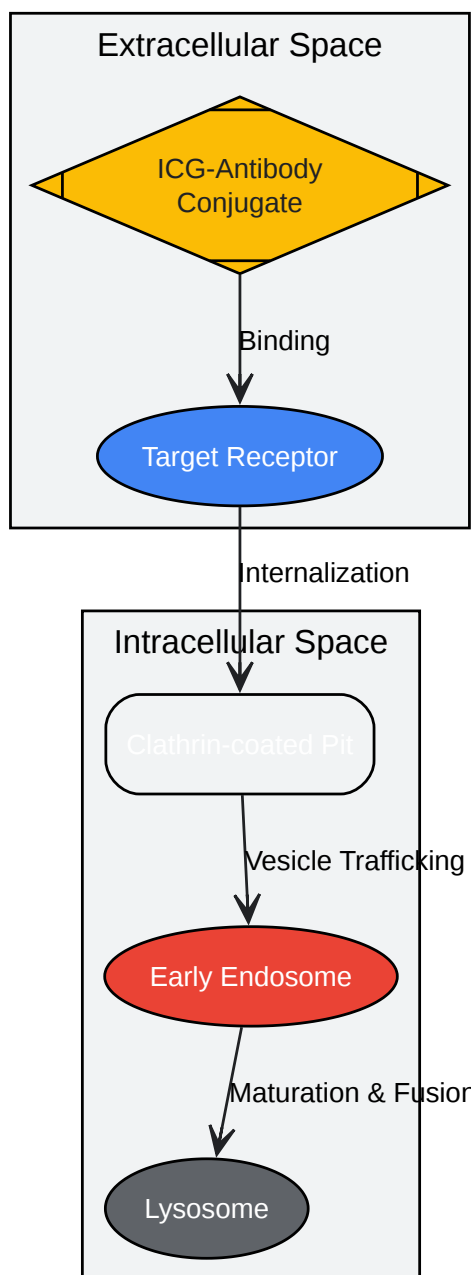 Extracellular Space
ICG-Antibody
Conjugate
Binding
Target Receptor
Internalization
Intracellular Space
Clathrin-coated Pit
Vesicle Trafficking
Early Endosome
Maturation & Fusion
Lysosome